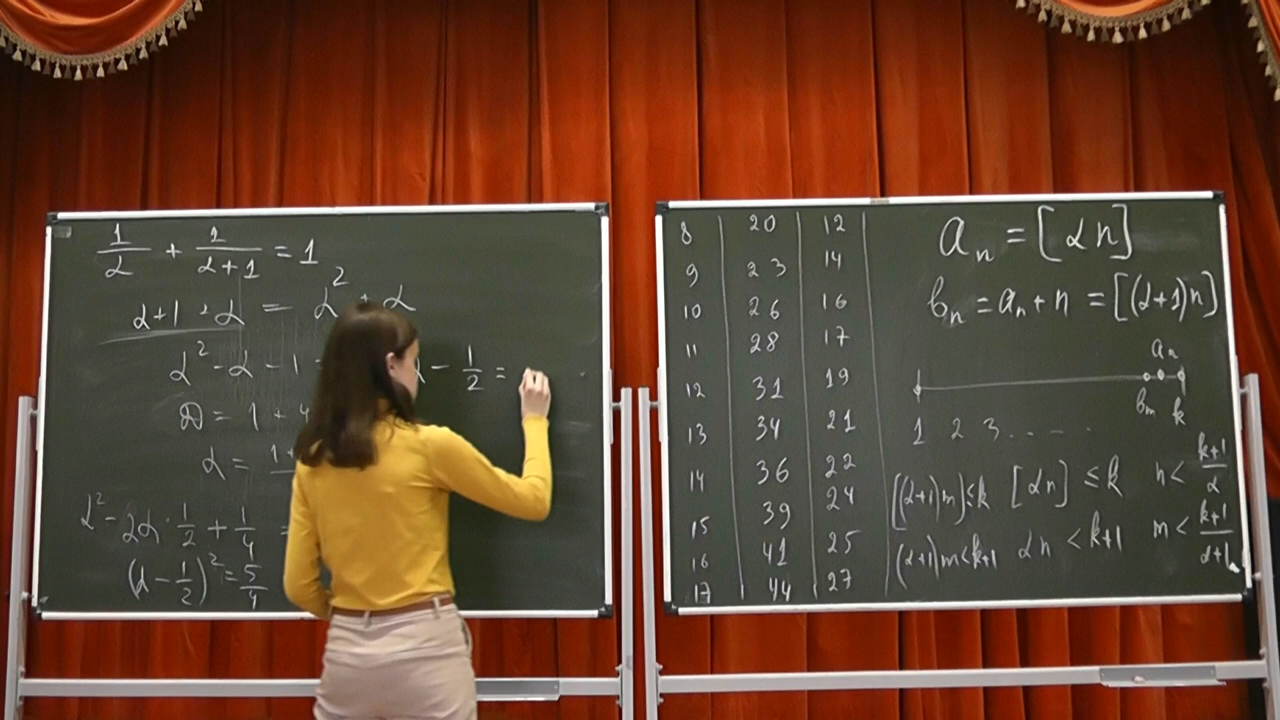 1/α + 1/(α+1) = 1
α+1+α = α² + α
α² - α - 1
α - 1/2 =
D = 1 + 4
α = 1+
α² - 2α · 1/2 + 1/4 =
(α - 1/2)² = 5/4
8 20 12
9 23 14
10 26 16
11 28 17
12 31 19
13 34 21
14 36 22
15 39 24
16 41 25
17 44 27
aₙ = [αn]
bₙ = aₙ + n = [(α+1)n]
aₙ
bₘ k
1 2 3 . . . . .
[(α+1)m] ≤ k [αn] ≤ k n < (k+1)/α
(α+1)m < k+1 αn < k+1 m < (k+1)/(α+1)